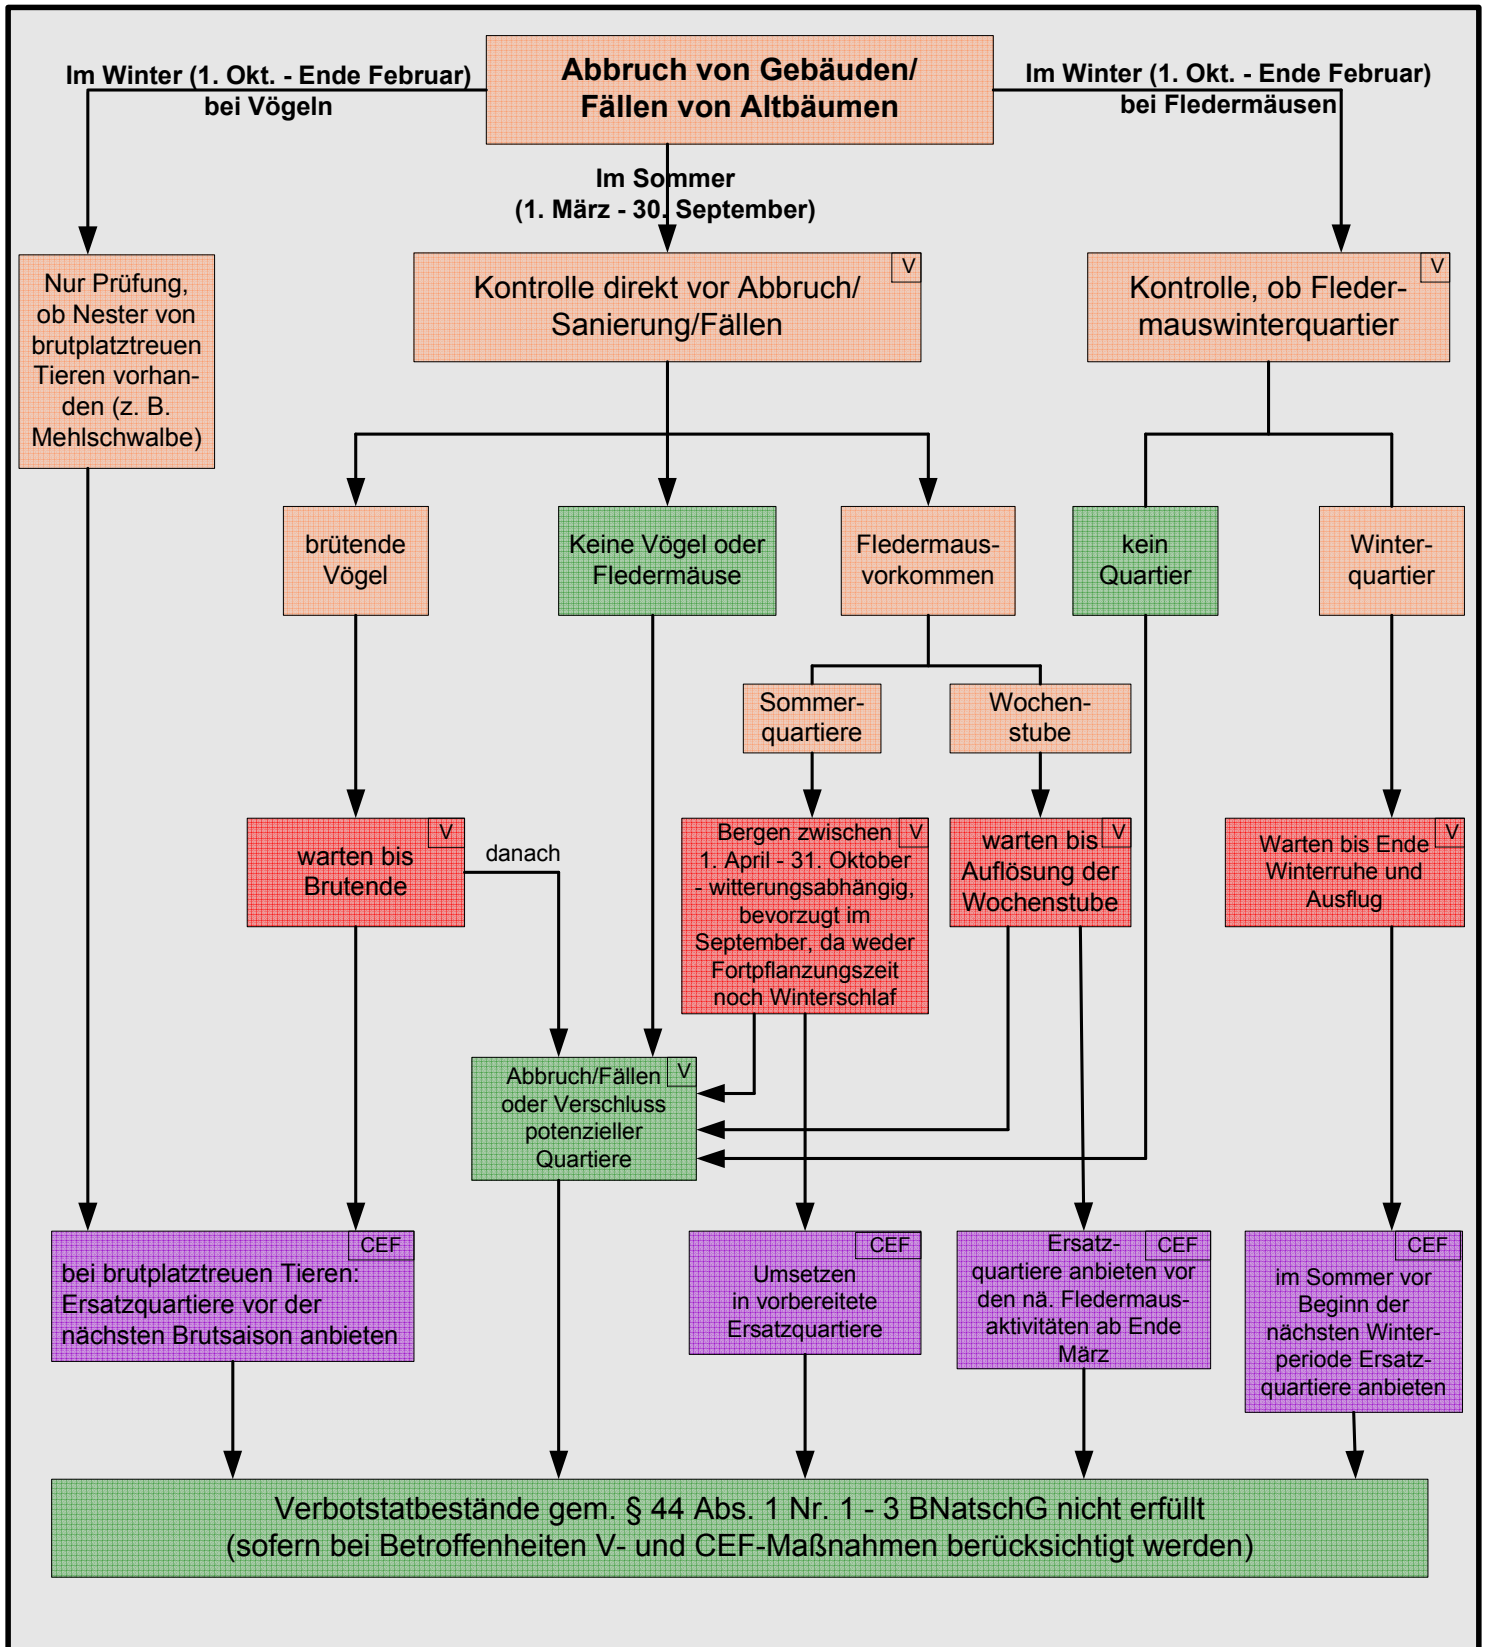 Abbruch von Gebäuden/
Fällen von Altbäumen
Im Winter (1. Okt. - Ende Februar)
bei Vögeln
Im Winter (1. Okt. - Ende Februar)
bei Fledermäusen
Im Sommer
(1. März - 30. September)
Nur Prüfung,
ob Nester von
brutplatztreuen
Tieren vorhan-
den (z. B.
Mehlschwalbe)
V
Kontrolle direkt vor Abbruch/
Sanierung/Fällen
V
Kontrolle, ob Fleder-
mauswinterquartier
brütende
Vögel
Keine Vögel oder
Fledermäuse
Fledermaus-
vorkommen
kein
Quartier
Winter-
quartier
Sommer-
quartiere
Wochen-
stube
V
warten bis
Brutende
danach
V
Bergen zwischen
1. April - 31. Oktober
- witterungsabhängig,
bevorzugt im
September, da weder
Fortpflanzungszeit
noch Winterschlaf
V
warten bis
Auflösung der
Wochenstube
V
Warten bis Ende
Winterruhe und
Ausflug
V
Abbruch/Fällen
oder Verschluss
potenzieller
Quartiere
CEF
bei brutplatztreuen Tieren:
Ersatzquartiere vor der
nächsten Brutsaison anbieten
CEF
Umsetzen
in vorbereitete
Ersatzquartiere
CEF
Ersatz-
quartiere anbieten vor
den nä. Fledermaus-
aktivitäten ab Ende
März
CEF
im Sommer vor
Beginn der
nächsten Winter-
periode Ersatz-
quartiere anbieten
Verbotstatbestände gem. § 44 Abs. 1 Nr. 1 - 3 BNatschG nicht erfüllt
(sofern bei Betroffenheiten V- und CEF-Maßnahmen berücksichtigt werden)